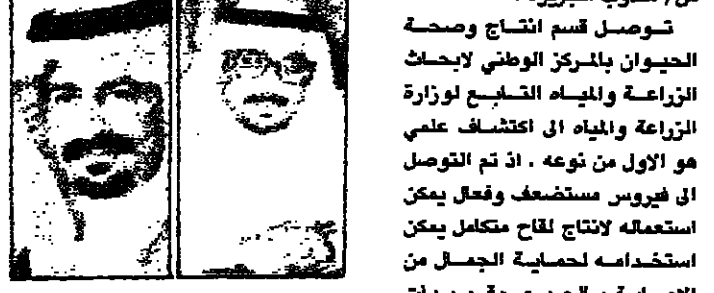 توصل قسم انتاج وصحة
الحيوان بالمركز الوطني لابحاث
الزراعة والمياه التابع لوزارة
الزراعة والمياه الى اكتشاف علمي
هو الاول من نوعه . اذ تم التوصل
الى فيروس مستضعف وفعال يمكن
استعماله لانتاج لقاح متكامل يمكن
استخدامه لحماية الجمال من